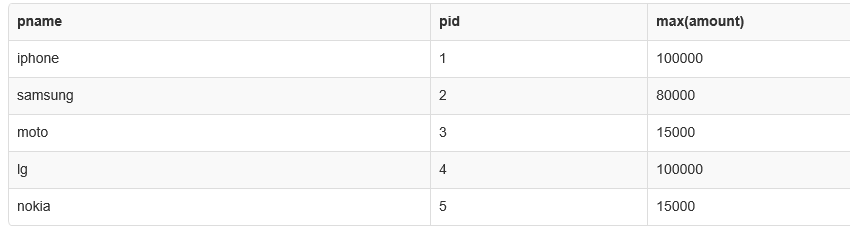 pname pid max(amount)
iphone 1 100000
samsung 2 80000
moto 3 15000
lg 4 100000
nokia 5 15000